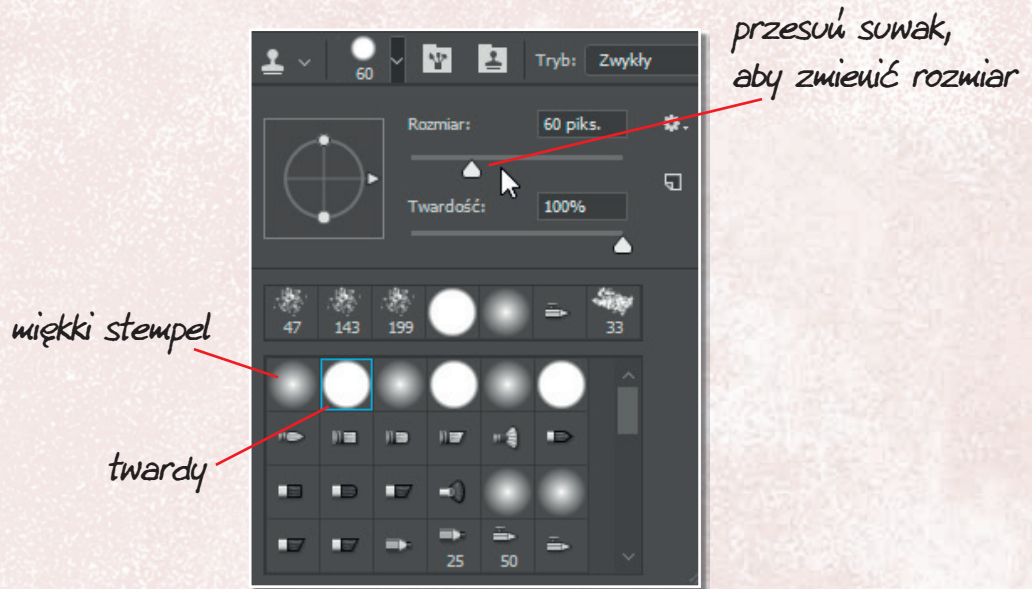 przesuń suwak,
aby zmienić rozmiar
60
Tryb: Zwykły
Rozmiar: 60 piks.
Twardość: 100%
47 143 199 33
miękki stempel
twardy
25 50